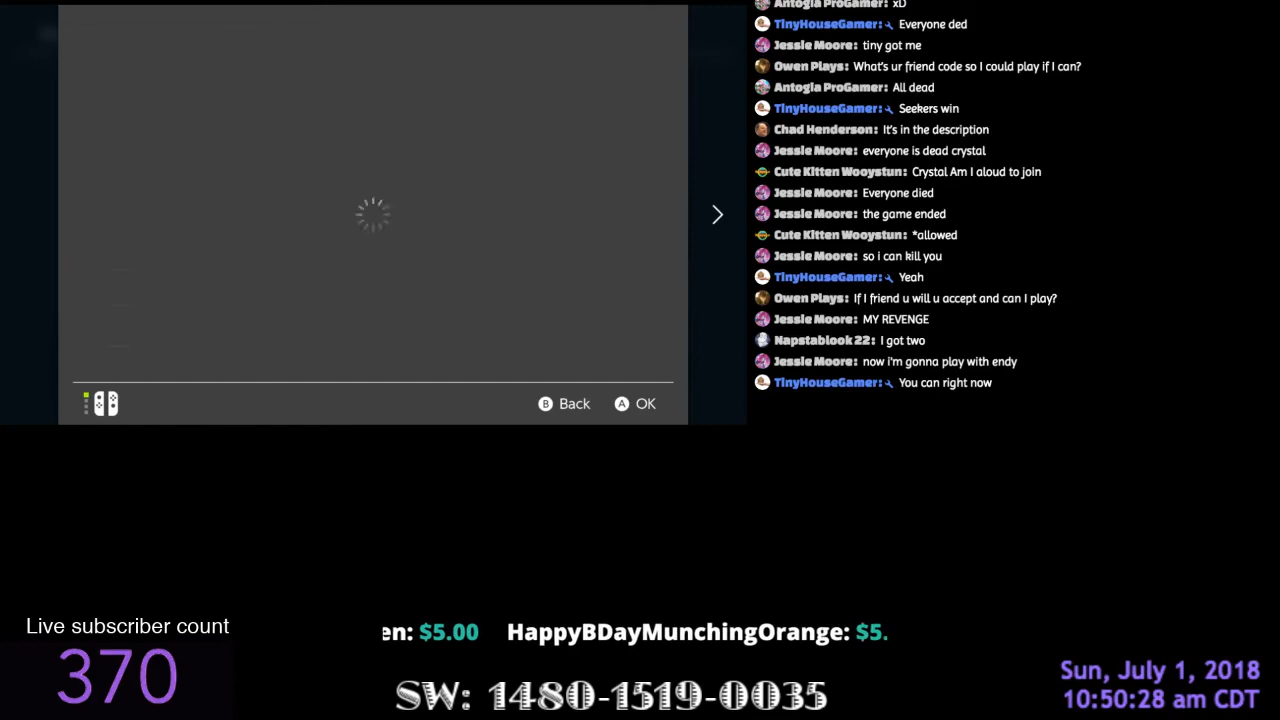 Antogia ProGamer: xD
TinyHouseGamer: Everyone ded
Jessie Moore: tiny got me
Owen Plays: What's ur friend code so I could play if I can?
Antogia ProGamer: All dead
TinyHouseGamer: Seekers win
Chad Henderson: It's in the description
Jessie Moore: everyone is dead crystal
Cute Kitten Wooystun: Crystal Am I aloud to join
Jessie Moore: Everyone died
Jessie Moore: the game ended
Cute Kitten Wooystun: *allowed
Jessie Moore: so i can kill you
TinyHouseGamer: Yeah
Owen Plays: If I friend u will u accept and can I play?
Jessie Moore: MY REVENGE
Napstablook 22: I got two
Jessie Moore: now i'm gonna play with endy
TinyHouseGamer: You can right now
B Back A OK
Live subscriber count
370
en: $5.00 HappyBDayMunchingOrange: $5.
SW: 1480-1519-0035
Sun, July 1, 2018
10:50:28 am CDT